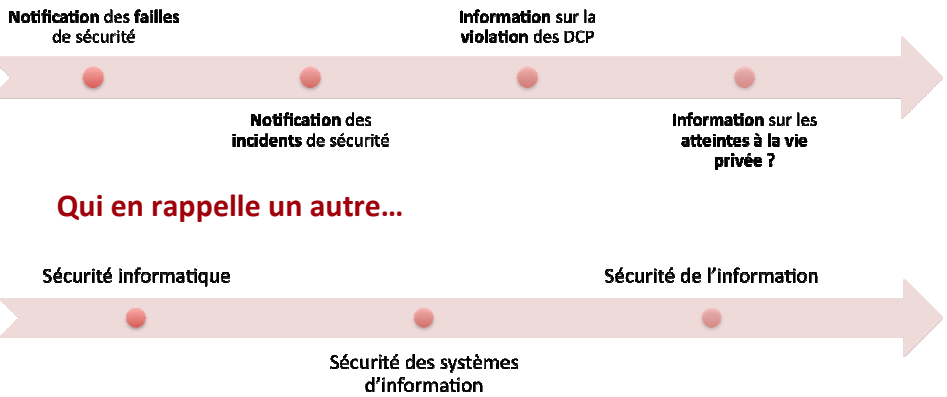 Notification des failles
de sécurité
Information sur la
violation des DCP
Notification des
incidents de sécurité
Information sur les
atteintes à la vie
privée ?
Qui en rappelle un autre…
Sécurité informatique
Sécurité de l'information
Sécurité des systèmes
d'information